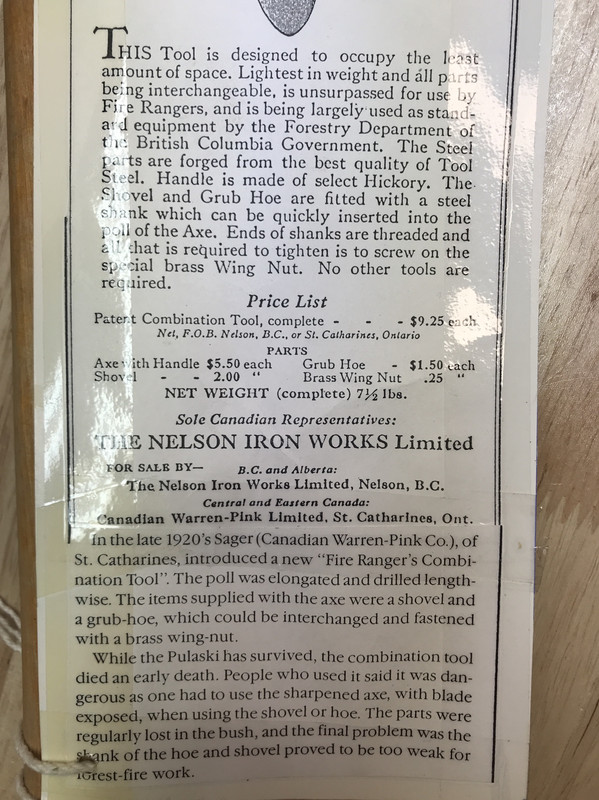 THIS Tool is designed to occupy the least
amount of space. Lightest in weight and all parts
being interchangeable, is unsurpassed for use by
Fire Rangers, and is being largely used as stand-
ard equipment by the Forestry Department of
the British Columbia Government. The Steel
parts are forged from the best quality of Tool
Steel. Handle is made of select Hickory. The
Shovel and Grub Hoe are fitted with a steel
shank which can be quickly inserted into the
poll of the Axe. Ends of shanks are threaded and
all that is required to tighten is to screw on the
special brass Wing Nut. No other tools are
required.
Price List
Patent Combination Tool, complete - - - $9.25 each
Net, F.O.B. Nelson, B.C., or St. Catharines, Ontario
PARTS
Axe with Handle $5.50 each Grub Hoe - $1.50 each
Shovel - - 2.00 " Brass Wing Nut .25 "
NET WEIGHT (complete) 7½ lbs.
Sole Canadian Representatives:
THE NELSON IRON WORKS Limited
FOR SALE BY— B.C. and Alberta:
The Nelson Iron Works Limited, Nelson, B.C.
Central and Eastern Canada:
Canadian Warren-Pink Limited, St. Catharines, Ont.
In the late 1920's Sager (Canadian Warren-Pink Co.), of
St. Catharines, introduced a new "Fire Ranger's Combi-
nation Tool". The poll was elongated and drilled length-
wise. The items supplied with the axe were a shovel and
a grub-hoe, which could be interchanged and fastened
with a brass wing-nut.
While the Pulaski has survived, the combination tool
died an early death. People who used it said it was dan-
gerous as one had to use the sharpened axe, with blade
exposed, when using the shovel or hoe. The parts were
regularly lost in the bush, and the final problem was the
shank of the hoe and shovel proved to be too weak for
forest-fire work.